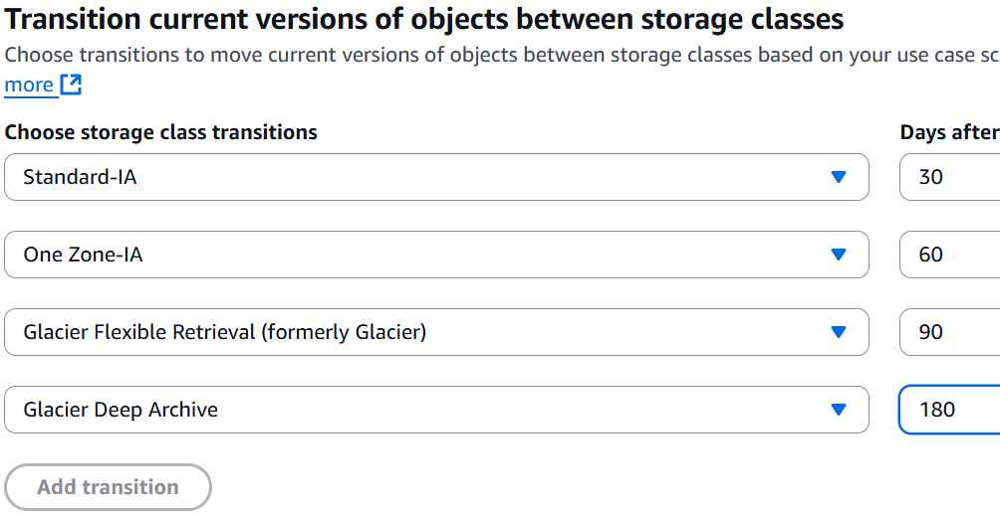 Transition current versions of objects between storage classes
Choose transitions to move current versions of objects between storage classes based on your use case
more
Choose storage class transitions Days after
Standard-IA 30
One Zone-IA 60
Glacier Flexible Retrieval (formerly Glacier) 90
Glacier Deep Archive 180
Add transition